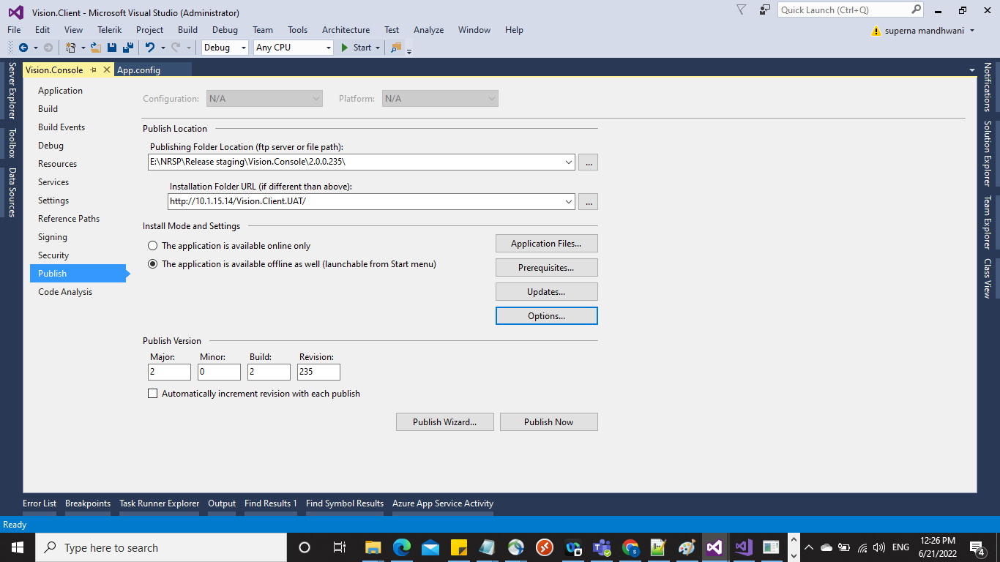 Vision.Client - Microsoft Visual Studio (Administrator)
Quick Launch (Ctrl+Q)
File Edit View Telerik Project Build Debug Team Tools Architecture Test Analyze Window Help
superna mandhwani
Debug Any CPU Start
Vision.Console App.config
Server Explorer
Toolbox
Data Sources
Application
Build
Build Events
Debug
Resources
Services
Settings
Reference Paths
Signing
Security
Publish
Code Analysis
Configuration: N/A Platform: N/A
Publish Location
Publishing Folder Location (ftp server or file path):
E:\NRSP\Release staging\Vision.Console\2.0.0.235\
...
Installation Folder URL (if different than above):
http://10.1.15.14/Vision.Client.UAT/
...
Install Mode and Settings
The application is available online only
The application is available offline as well (launchable from Start menu)
Application Files...
Prerequisites...
Updates...
Options...
Publish Version
Major: Minor: Build: Revision:
2 0 2 235
Automatically increment revision with each publish
Publish Wizard... Publish Now
Notifications
Solution Explorer
Team Explorer
Class View
Error List Breakpoints Task Runner Explorer Output Find Results 1 Find Symbol Results Azure App Service Activity
Ready
Type here to search
ENG
12:26 PM
6/21/2022
4